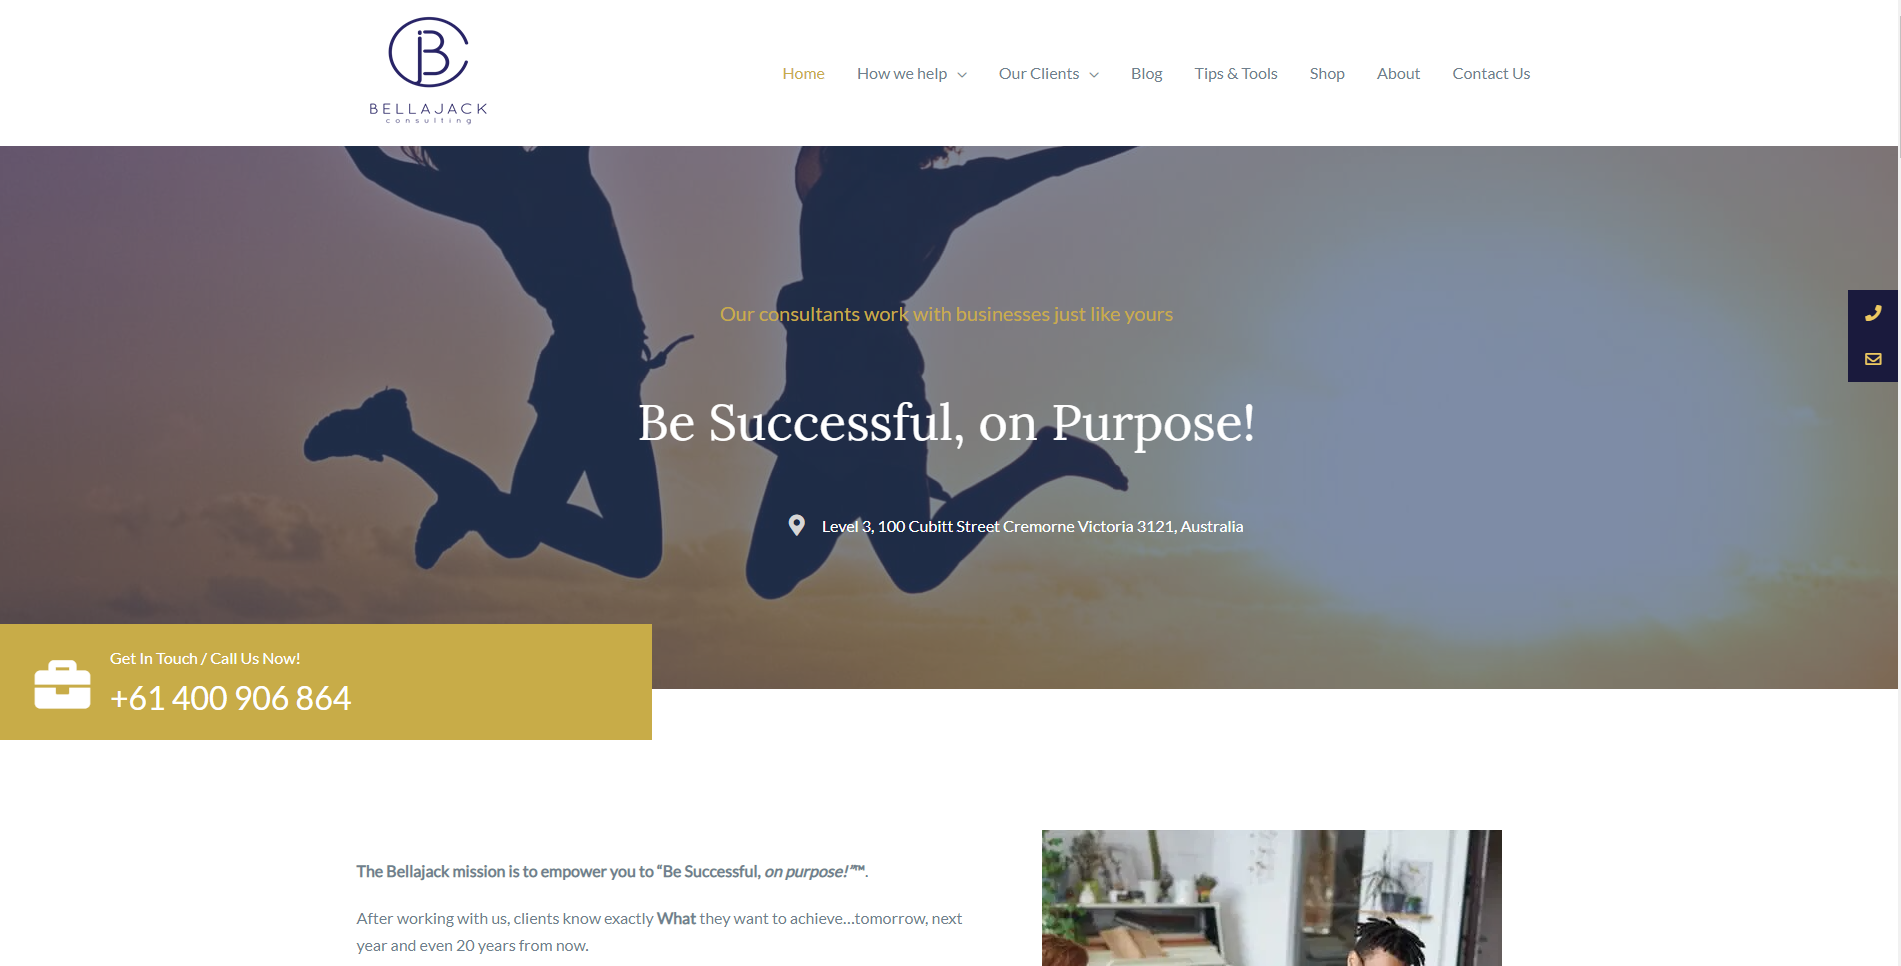 BELLAJACK
consulting
Home How we help Our Clients Blog Tips & Tools Shop About Contact Us
Our consultants work with businesses just like yours
Be Successful, on Purpose!
Level 3, 100 Cubitt Street Cremorne Victoria 3121, Australia
Get In Touch / Call Us Now!
+61 400 906 864
The Bellajack mission is to empower you to “Be Successful, on purpose!”™.
After working with us, clients know exactly What they want to achieve…tomorrow, next
year and even 20 years from now.